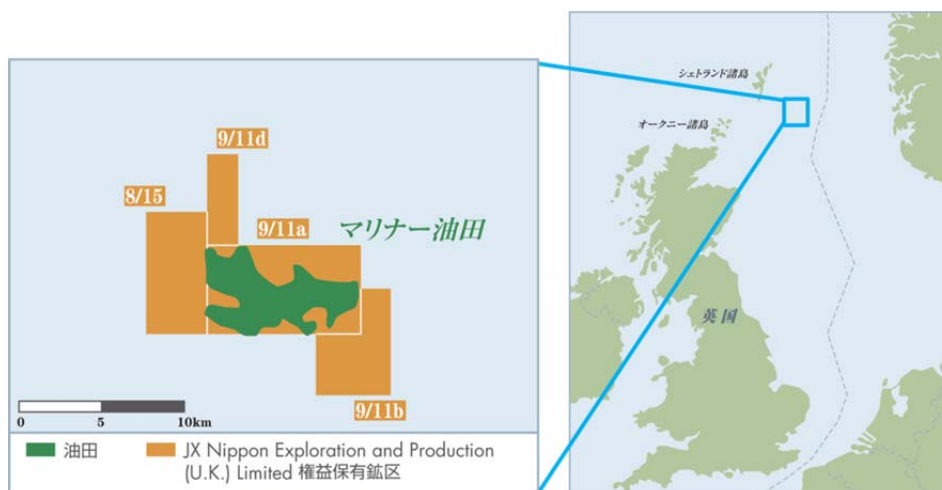 9/11d
8/15
9/11a
マリナー油田
9/11b
0 5 10km
油田
JX Nippon Exploration and Production
(U.K.) Limited 権益保有鉱区
シェトランド諸島
オークニー諸島
英国